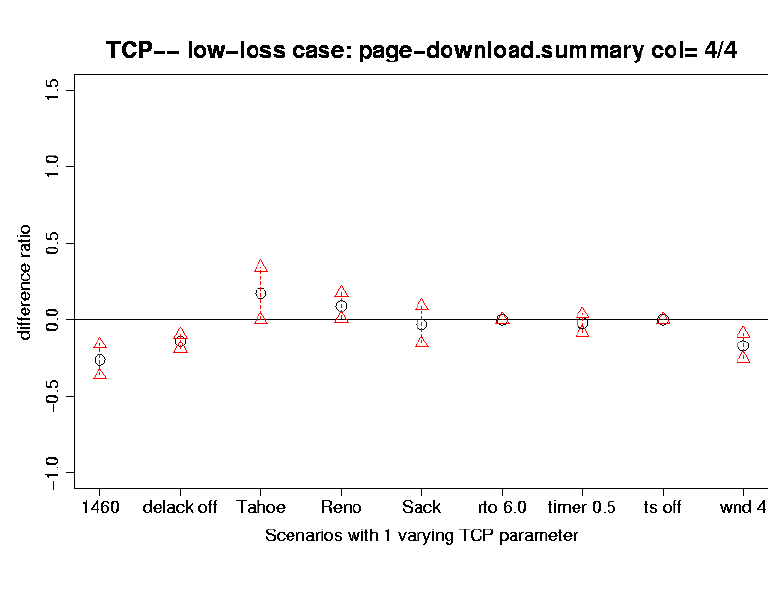 TCP−− low−loss case: page−download.summary col= 4/4
1.5
1.0
0.5
0.0
−0.5
−1.0
difference ratio
1460 delack off Tahoe Reno Sack rto 6.0 timer 0.5 ts off wnd 4
Scenarios with 1 varying TCP parameter